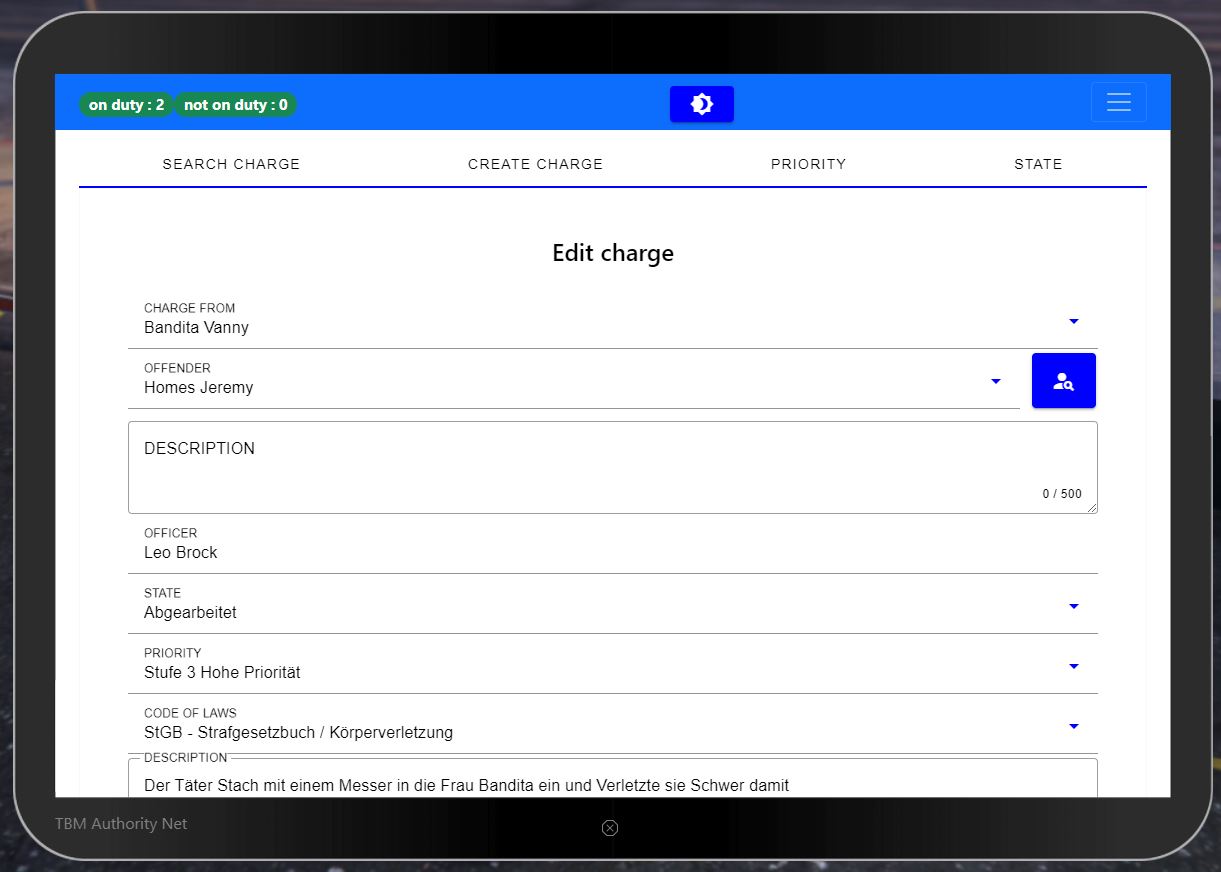 on duty : 2 not on duty : 0
SEARCH CHARGE CREATE CHARGE PRIORITY STATE
Edit charge
CHARGE FROM
Bandita Vanny
OFFENDER
Homes Jeremy
DESCRIPTION
0 / 500
OFFICER
Leo Brock
STATE
Abgearbeitet
PRIORITY
Stufe 3 Hohe Priorität
CODE OF LAWS
StGB - Strafgesetzbuch / Körperverletzung
DESCRIPTION
Der Täter Stach mit einem Messer in die Frau Bandita ein und Verletzte sie Schwer damit
TBM Authority Net